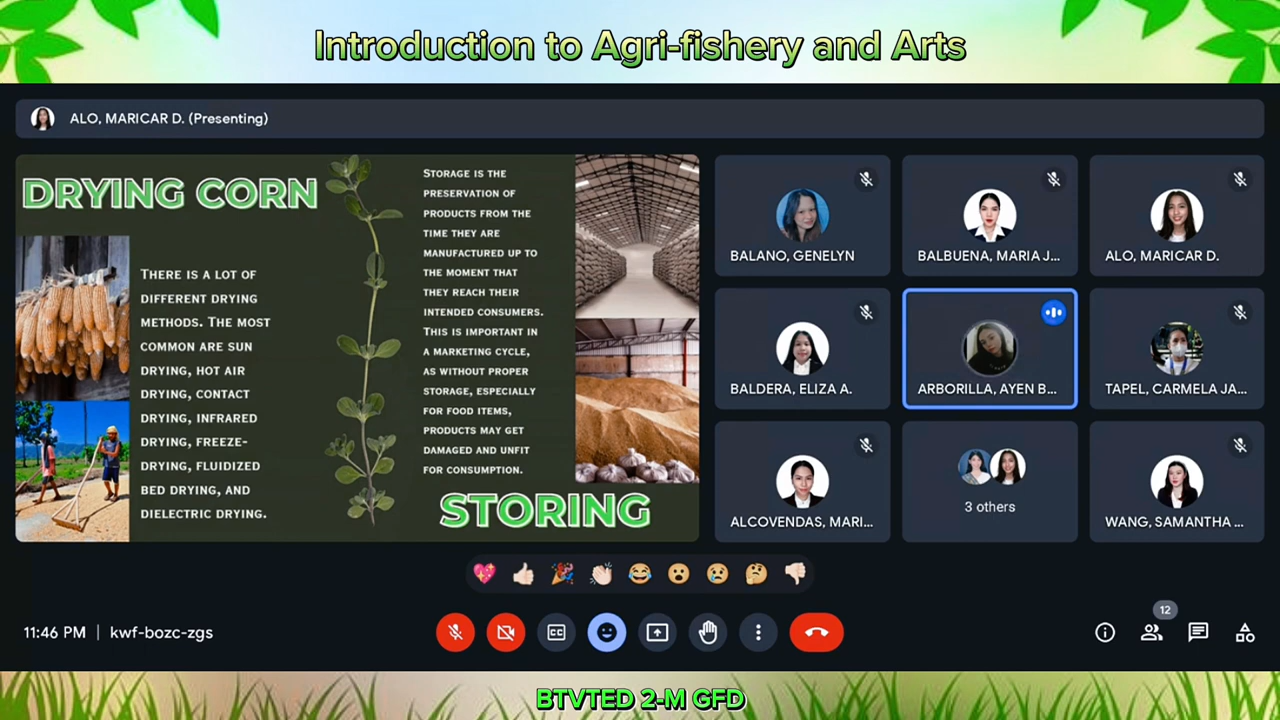 Introduction to Agri-fishery and Arts
ALO, MARICAR D. (Presenting)
DRYING CORN
THERE IS A LOT OF
DIFFERENT DRYING
METHODS. THE MOST
COMMON ARE SUN
DRYING, HOT AIR
DRYING, CONTACT
DRYING, INFRARED
DRYING, FREEZE-
DRYING, FLUIDIZED
BED DRYING, AND
DIELECTRIC DRYING.
STORAGE IS THE
PRESERVATION OF
PRODUCTS FROM THE
TIME THEY ARE
MANUFACTURED UP TO
THE MOMENT THAT
THEY REACH THEIR
INTENDED CONSUMERS.
THIS IS IMPORTANT IN
A MARKETING CYCLE,
AS WITHOUT PROPER
STORAGE, ESPECIALLY
FOR FOOD ITEMS,
PRODUCTS MAY GET
DAMAGED AND UNFIT
FOR CONSUMPTION.
STORING
BALANO, GENELYN
BALBUENA, MARIA J...
ALO, MARICAR D.
BALDERA, ELIZA A.
ARBORILLA, AYEN B...
TAPEL, CARMELA JA...
ALCOVENDAS, MARI...
3 others
WANG, SAMANTHA ...
11:46 PM | kwf-bozc-zgs
CC
12
BTVTED 2-M GFD